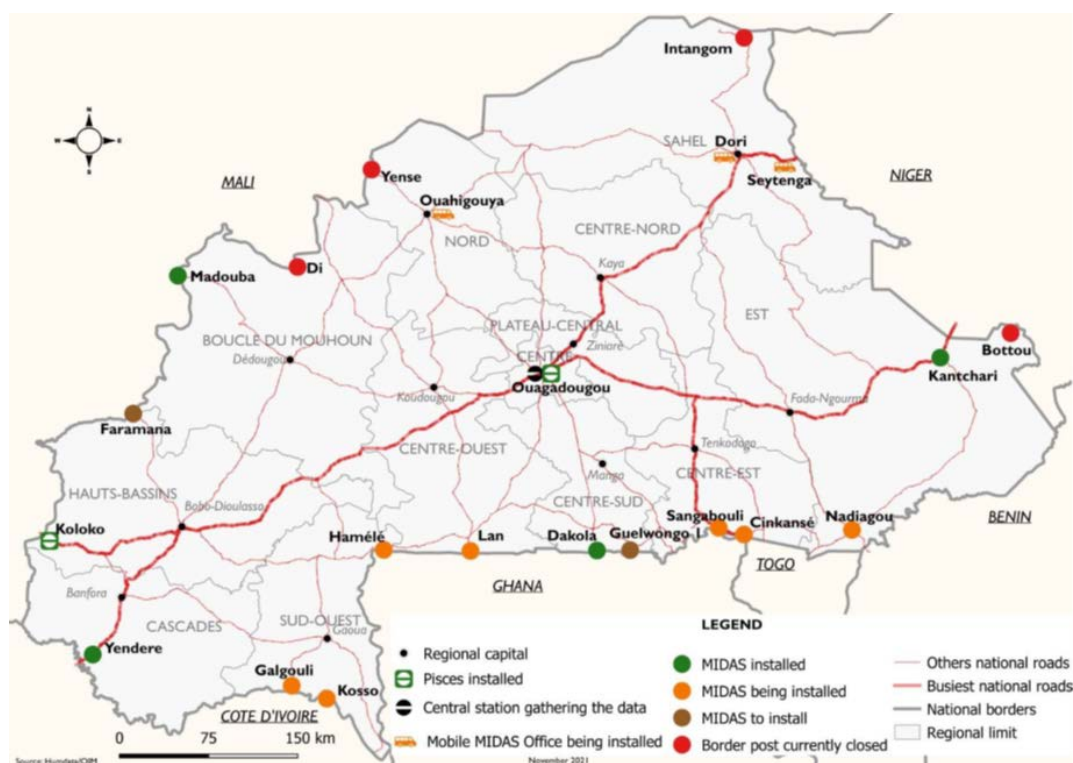 Intangom
N
W
E
S
SAHEL
Dori
MALI
Yense
Seytenga
NIGER
Ouahigouya
NORD
CENTRE-NORD
Madouba
Di
Kaya
EST
PLATEAU-CENTRAL
BOUCLE DU MOUHOUN
Ziniaré
Bottou
Dédougou
CENTRE
Kantchari
Ouagadougou
Koudougou
Fada-Ngourma
Faramana
CENTRE-OUEST
Tenkodogo
Manga
CENTRE-EST
HAUTS-BASSINS
Bobo-Dioulasso
CENTRE-SUD
Koloko
Sangabouli
Cinkansé
Nadiagou
BENIN
Hamélé
Lan
Dakola
Guelwongo 1
TOGO
GHANA
Banfora
SUD-OUEST
CASCADES
Gaoua
Yendere
Galgouli
Kosso
COTE D'IVOIRE
LEGEND
Regional capital
Pisces installed
Central station gathering the data
Mobile MIDAS Office being installed
MIDAS installed
MIDAS being installed
MIDAS to install
Border post currently closed
Others national roads
Busiest national roads
National borders
Regional limit
0 75 150 km
November 2021